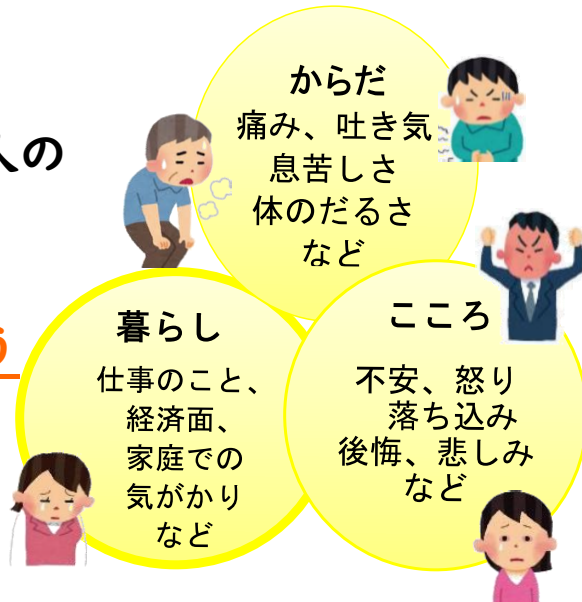 からだ
痛み、吐き気
息苦しさ
体のだるさ
など
人の
う
暮らし
仕事のこと、
経済面、
家庭での
気がかり
など
こころ
不安、怒り
落ち込み
後悔、悲しみ
など